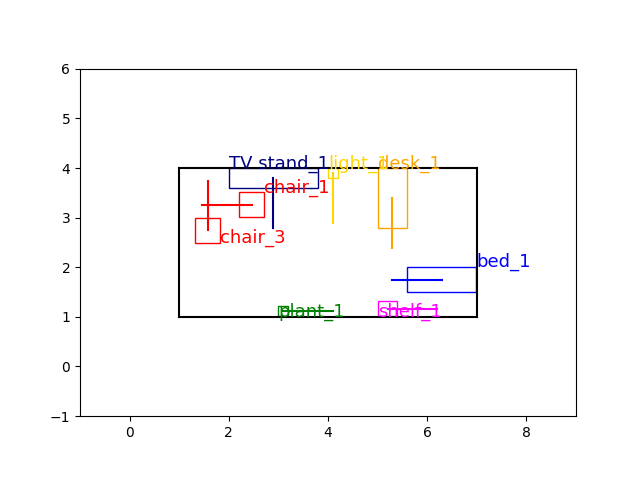 6
5
4
3
2
1
0
−1
TV stand_1
light_1
desk_1
chair_1
chair_3
bed_1
plant_1
shelf_1
0
2
4
6
8